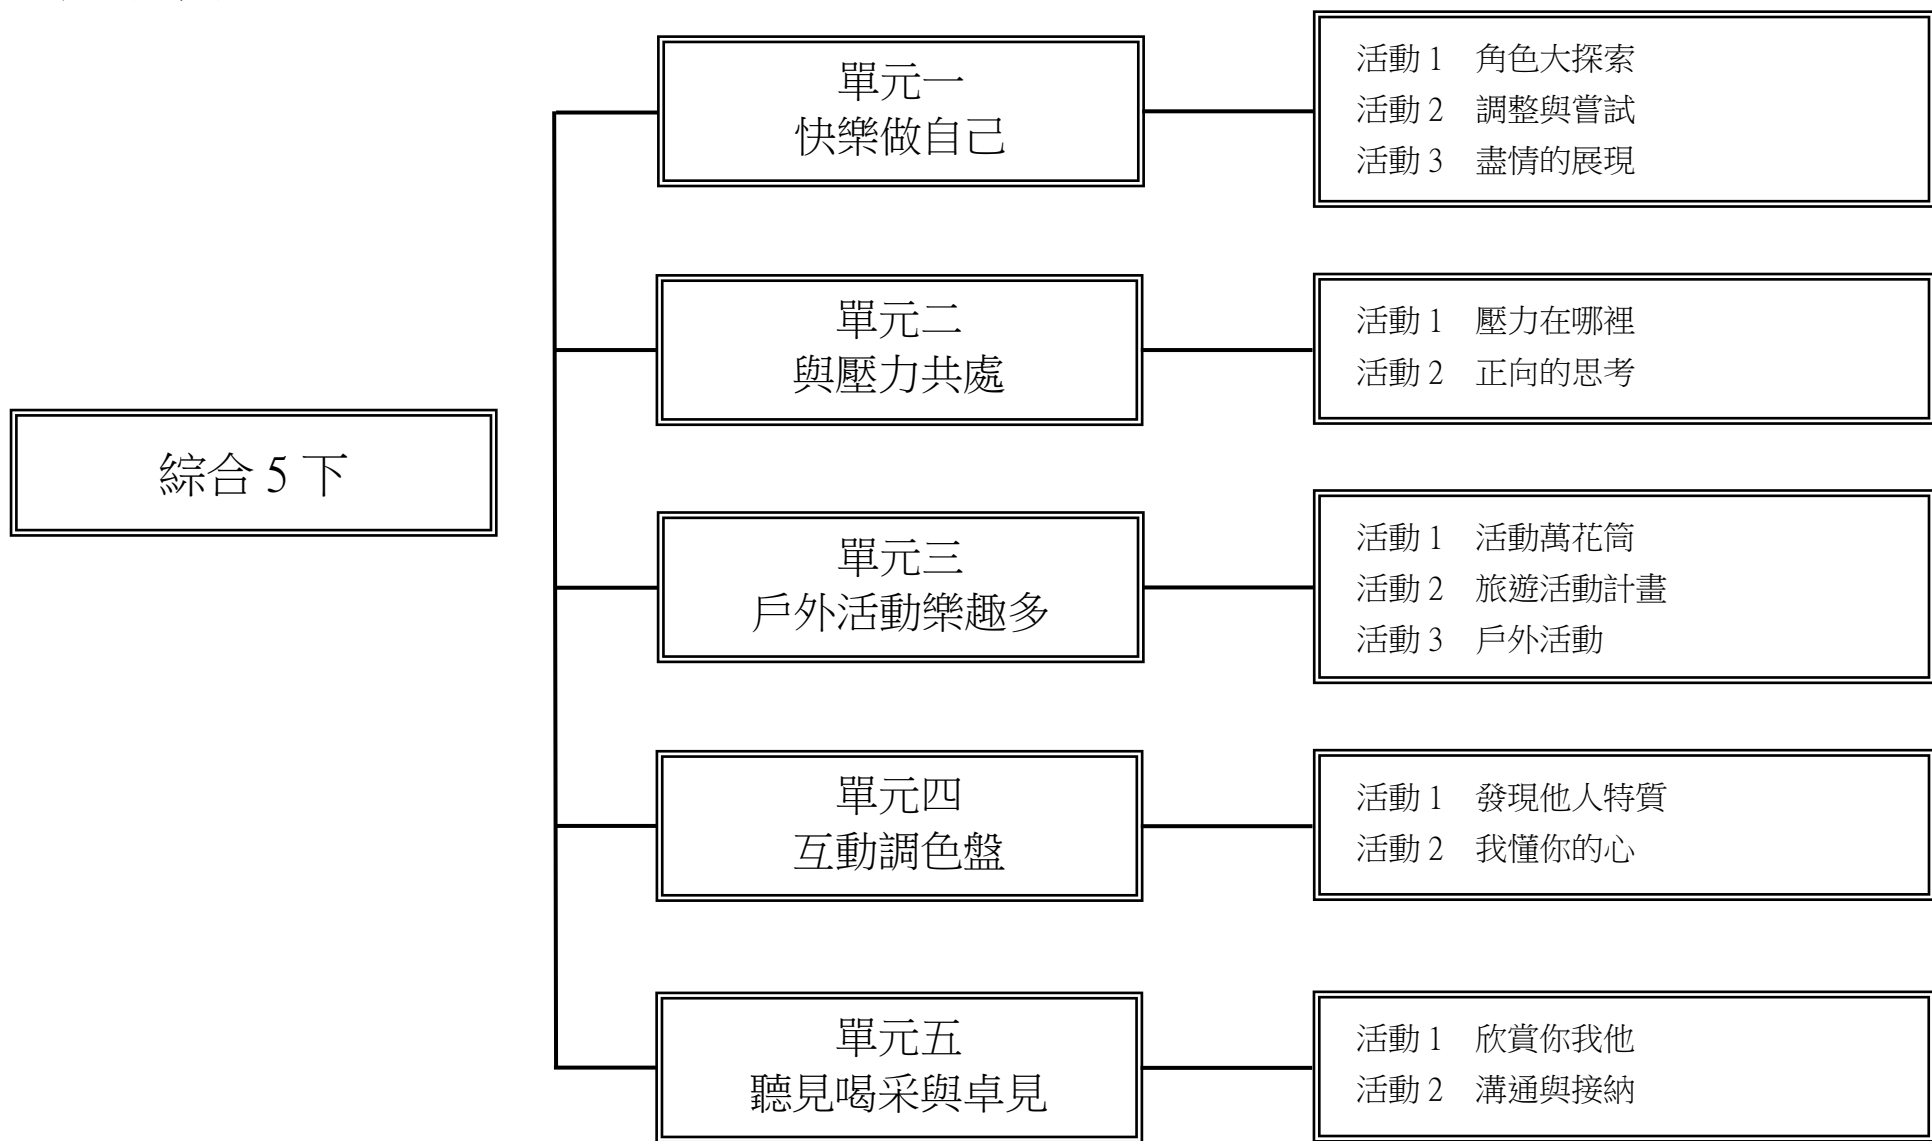 綜合 5 下
單元一
快樂做自己
活動 1 角色大探索
活動 2 調整與嘗試
活動 3 盡情的展現
單元二
與壓力共處
活動 1 壓力在哪裡
活動 2 正向的思考
單元三
戶外活動樂趣多
活動 1 活動萬花筒
活動 2 旅遊活動計畫
活動 3 戶外活動
單元四
互動調色盤
活動 1 發現他人特質
活動 2 我懂你的心
單元五
聽見喝采與卓見
活動 1 欣賞你我他
活動 2 溝通與接納